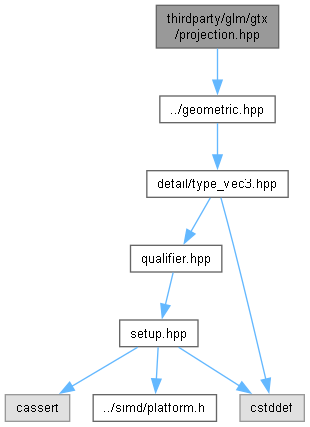 thirdparty/glm/gtx
/projection.hpp
../geometric.hpp
detail/type_vec3.hpp
qualifier.hpp
setup.hpp
cassert
../simd/platform.h
cstddef